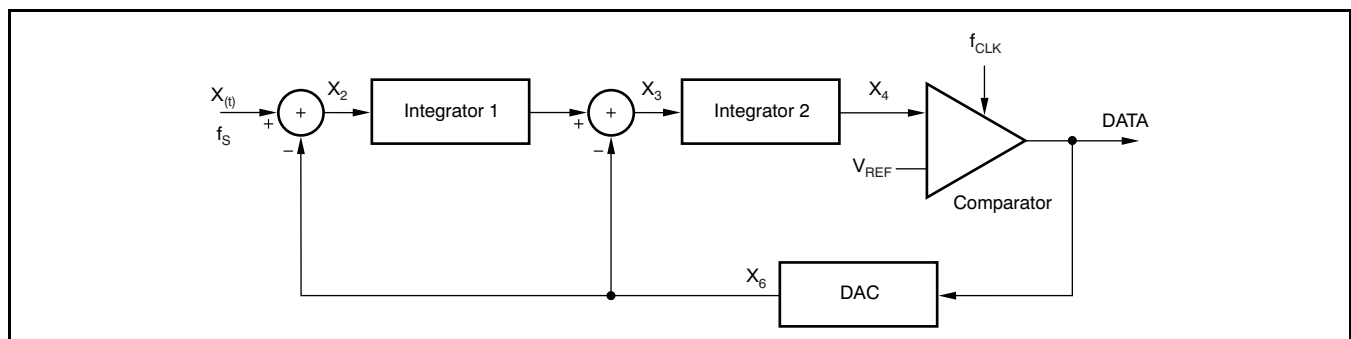 f_CLK
X_(t)
+
f_S
+
−
X_2
Integrator 1
+
+
−
X_3
Integrator 2
X_4
V_REF
Comparator
DATA
X_6
DAC